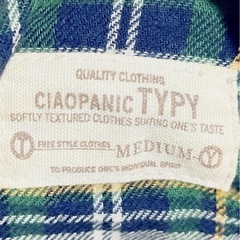 QUALITY CLOTHING
CIAOPANIC TYPY
SOFTLY TEXTURED CLOTHES SUITING ONE'S TASTE
T FREE STYLE CLOTHES MEDIUM Y
TO PRODUCE ONE'S INDIVIDUAL SPIRIT